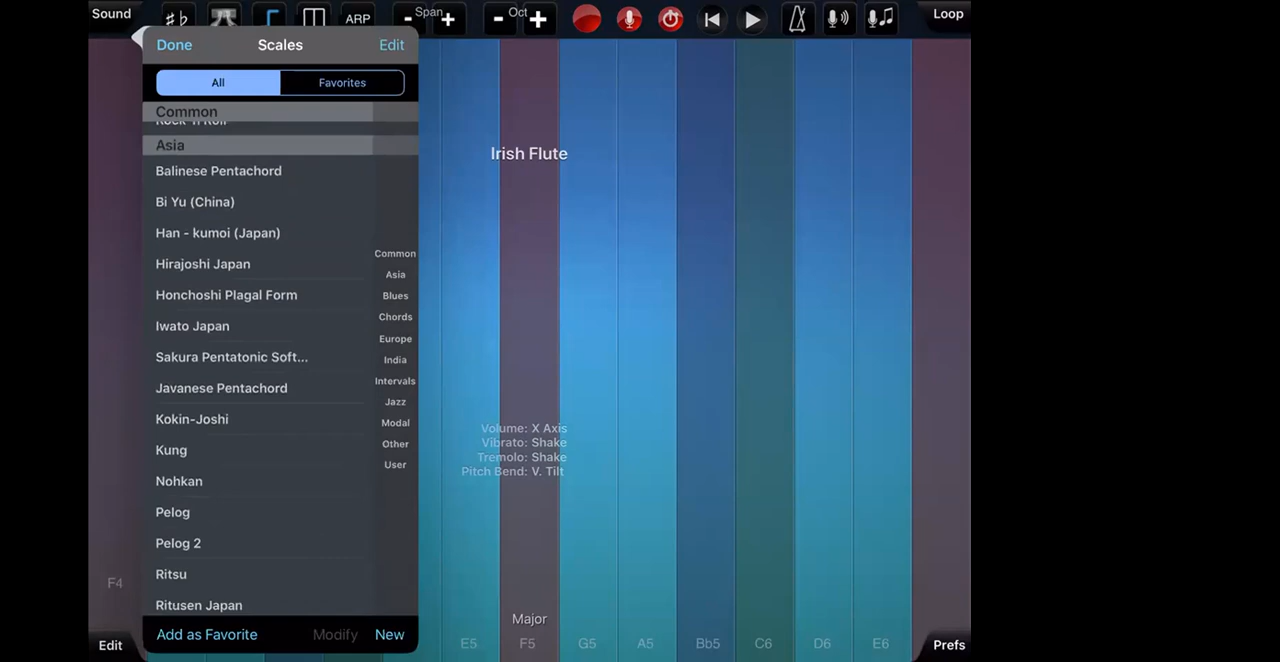 Sound
ARP
- Span +
- Oct +
Loop
Done
Scales
Edit
All
Favorites
Common
Rock 'n Roll
Asia
Balinese Pentachord
Bi Yu (China)
Han - kumoi (Japan)
Hirajoshi Japan
Honchoshi Plagal Form
Iwato Japan
Sakura Pentatonic Soft...
Javanese Pentachord
Kokin-Joshi
Kung
Nohkan
Pelog
Pelog 2
Ritsu
Ritusen Japan
Common
Asia
Blues
Chords
Europe
India
Intervals
Jazz
Modal
Other
User
Add as Favorite
Modify
New
Irish Flute
Volume: X Axis
Vibrato: Shake
Tremolo: Shake
Pitch Bend: V. Tilt
Major
F4
E5 F5 G5 A5 Bb5 C6 D6 E6
Edit
Prefs